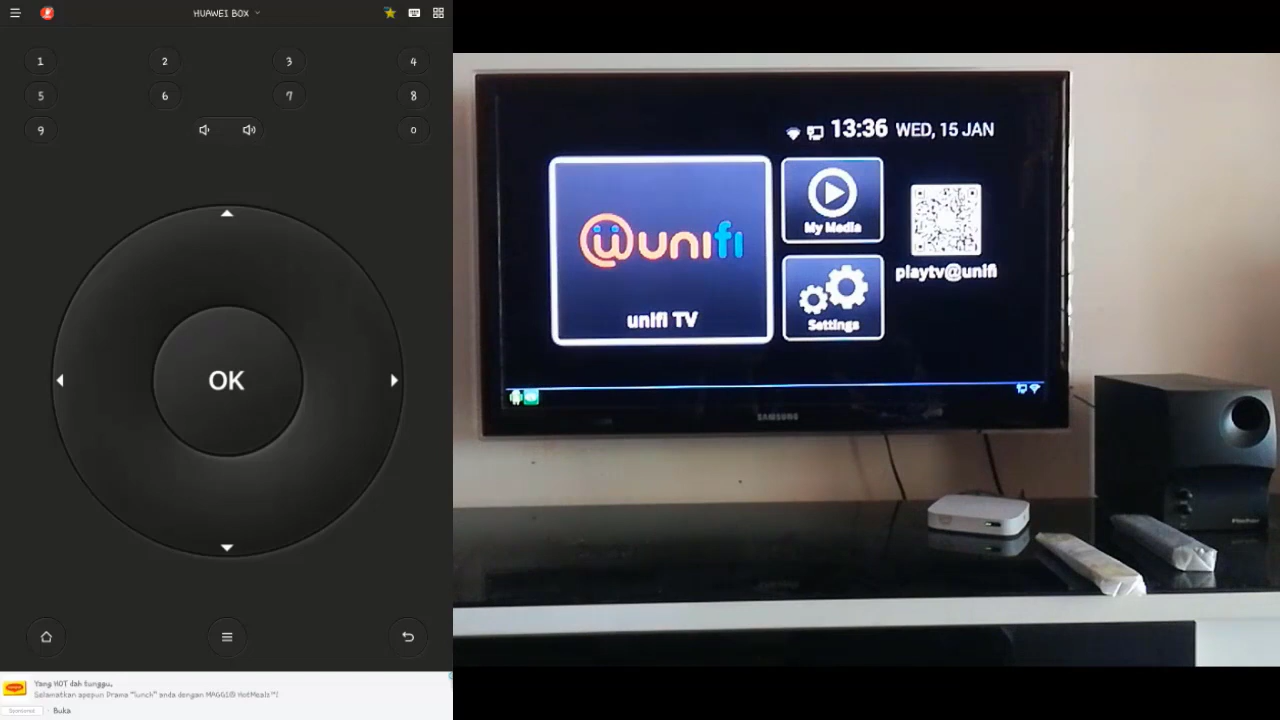 HUAWEI BOX
1 2 3 4
5 6 7 8
9 0
OK
Yang HOT dah tunggu,
Selamatkan apapun Drama "lunch" anda dengan MAGGI® HotMeals™!
Sponsored · Buka
13:36 WED, 15 JAN
unifi
unifi TV
My Media
Settings
playtv@unifi
SAMSUNG